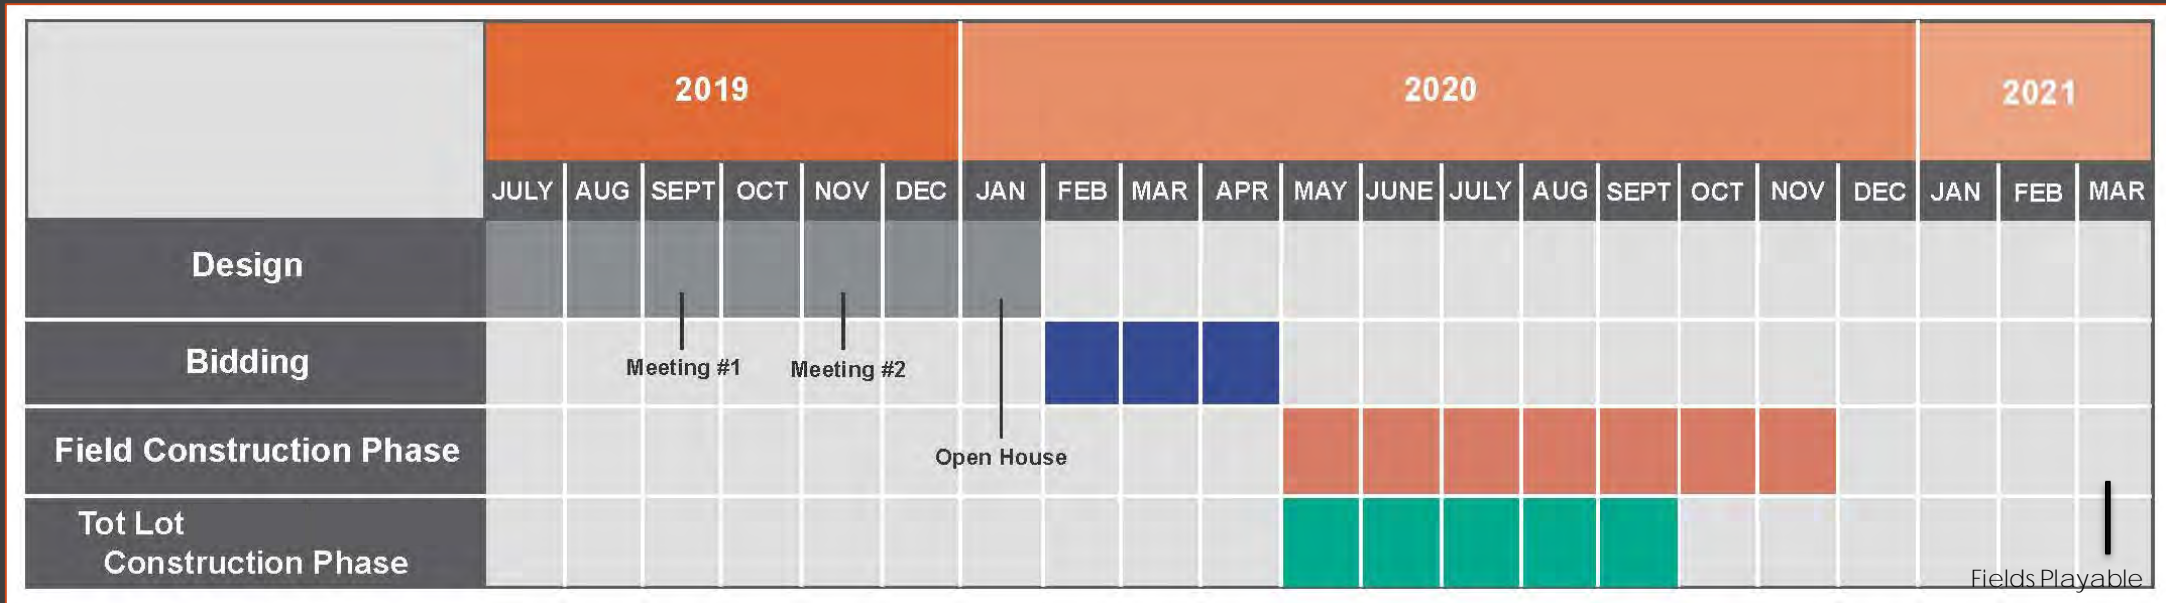 2019 2020 2021
JULY AUG SEPT OCT NOV DEC JAN FEB MAR APR MAY JUNE JULY AUG SEPT OCT NOV DEC JAN FEB MAR
Design
Bidding
Meeting #1 Meeting #2
Field Construction Phase
Open House
Tot Lot
Construction Phase
Fields Playable